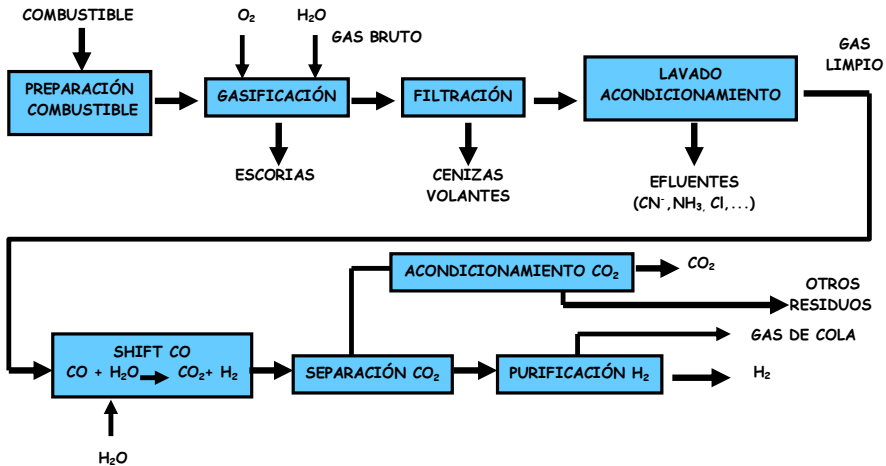 COMBUSTIBLE
O₂
H₂O
GAS BRUTO
GAS
LIMPIO
PREPARACIÓN
COMBUSTIBLE
GASIFICACIÓN
FILTRACIÓN
LAVADO
ACONDICIONAMIENTO
ESCORIAS
CENIZAS
VOLANTES
EFLUENTES
(CN⁻,NH₃, Cl,...)
ACONDICIONAMIENTO CO₂
CO₂
OTROS
RESIDUOS
GAS DE COLA
SHIFT CO
CO + H₂O → CO₂+ H₂
SEPARACIÓN CO₂
PURIFICACIÓN H₂
H₂
H₂O